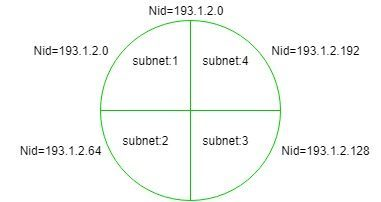 Nid=193.1.2.0
Nid=193.1.2.0
Nid=193.1.2.192
subnet:1
subnet:4
subnet:2
subnet:3
Nid=193.1.2.64
Nid=193.1.2.128